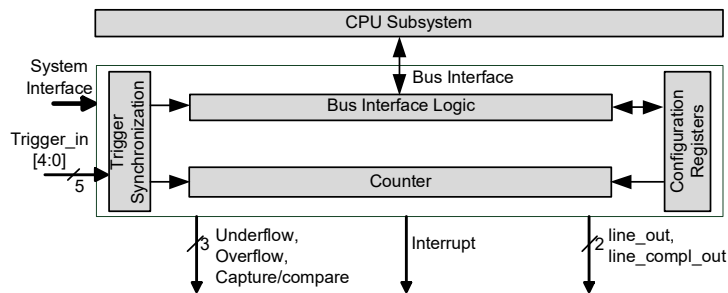 CPU Subsystem
System
Interface
Bus Interface
Bus Interface Logic
Trigger
Synchronization
Configuration
Registers
Trigger_in
[4:0]
5
Counter
3
Underflow,
Overflow,
Capture/compare
Interrupt
2
line_out,
line_compl_out